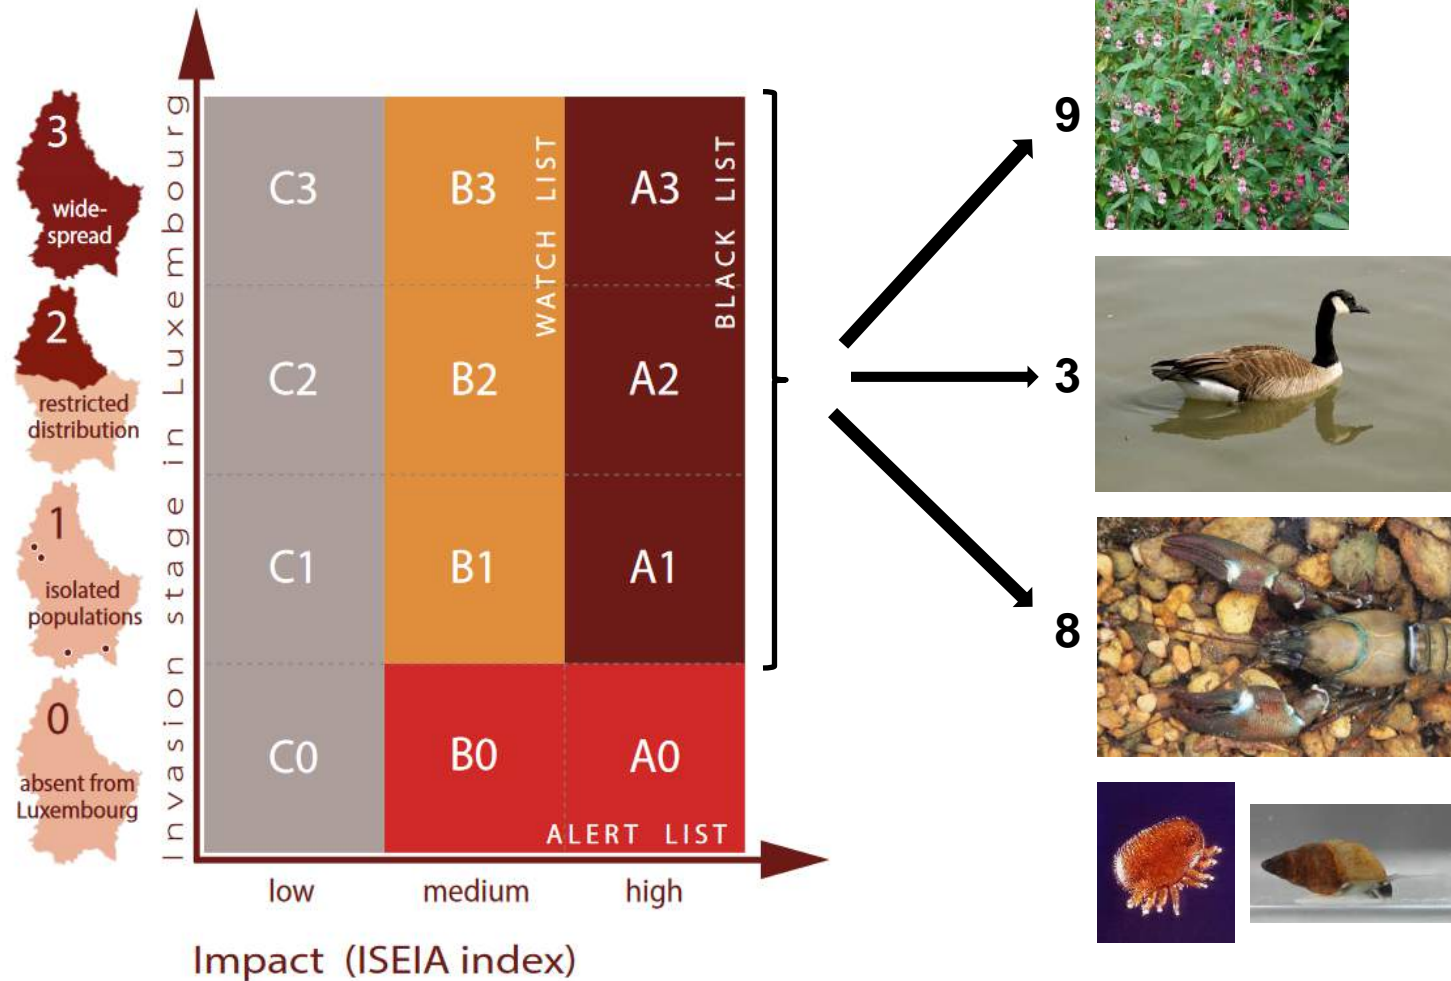 3
wide-
spread
2
restricted
distribution
1
isolated
populations
0
absent from
Luxembourg
Invasion stage in Luxembourg
C3
B3
A3
WATCH LIST
BLACK LIST
C2
B2
A2
C1
B1
A1
C0
B0
A0
ALERT LIST
low
medium
high
Impact (ISEIA index)
9
3
8